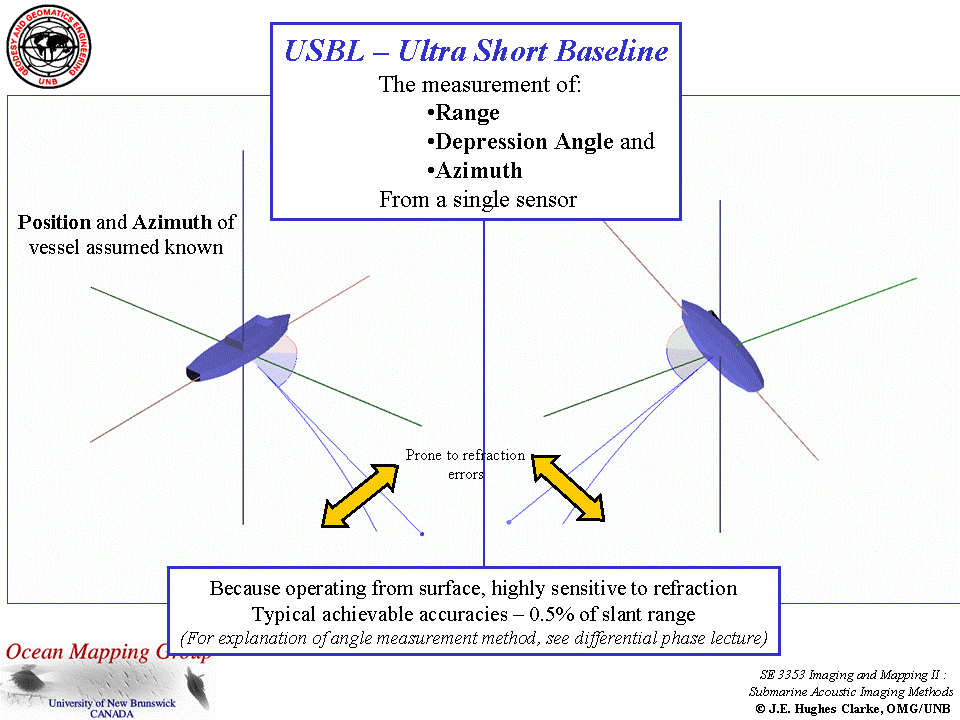 GEODESY AND GEOMATICS ENGINEERING
UNB
USBL – Ultra Short Baseline
The measurement of:
•Range
•Depression Angle and
•Azimuth
From a single sensor
Position and Azimuth of
vessel assumed known
Prone to refraction
errors
Because operating from surface, highly sensitive to refraction
Typical achievable accuracies – 0.5% of slant range
(For explanation of angle measurement method, see differential phase lecture)
Ocean Mapping Group
University of New Brunswick
CANADA
SE 3353 Imaging and Mapping II :
Submarine Acoustic Imaging Methods
© J.E. Hughes Clarke, OMG/UNB